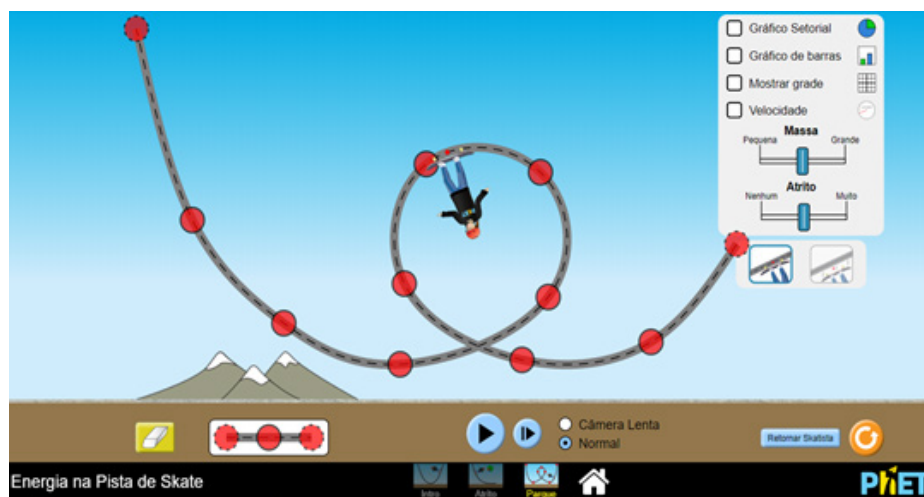 Gráfico Setorial
Gráfico de barras
Mostrar grade
Velocidade
Massa
Pequena Grande
Atrito
Nenhum Muito
Câmera Lenta
Normal
Retornar Skatista
Energia na Pista de Skate
Intro Atrito Parque
PhET